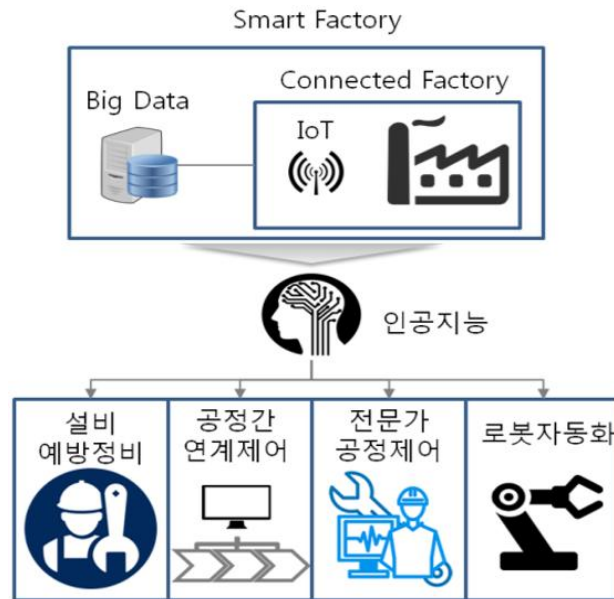 Smart Factory
Connected Factory
Big Data
IoT
인공지능
설비
예방정비
공정간
연계제어
전문가
공정제어
로봇자동화